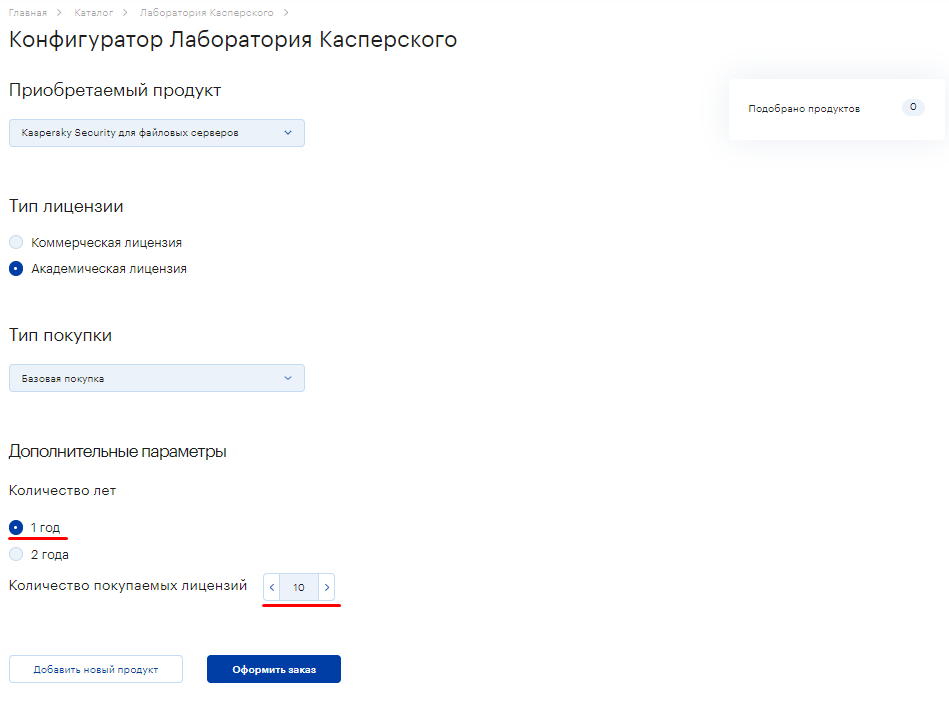 Главная > Каталог > Лаборатория Касперского >
Конфигуратор Лаборатория Касперского
Приобретаемый продукт
Подобрано продуктов 0
Kaspersky Security для файловых серверов
Тип лицензии
Коммерческая лицензия
Академическая лицензия
Тип покупки
Базовая покупка
Дополнительные параметры
Количество лет
1 год
2 года
Количество покупаемых лицензий < 10 >
Добавить новый продукт Оформить заказ